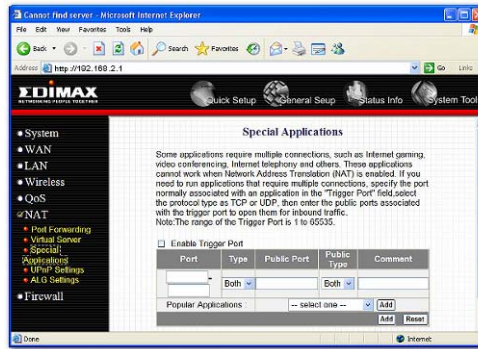 Cannot find server - Microsoft Internet Explorer
File Edit View Favorites Tools Help
Back Search Favorites
Address http://192.168.2.1 Go Links
EDIMAX
NETWORKING PEOPLE TOGETHER
Quick Setup General Seup Status Info System Tool
System
WAN
LAN
Wireless
QoS
NAT
Port Forwarding
Virtual Server
Special
Applications
UPnP Settings
ALG Settings
Firewall
Special Applications
Some applications require multiple connections, such as Internet gaming,
video conferencing, Internet telephony and others. These applications
cannot work when Network Address Translation (NAT) is enabled. If you
need to run applications that require multiple connections, specify the port
normally associated with an application in the "Trigger Port" field,select
the protocol type as TCP or UDP, then enter the public ports associated
with the trigger port to open them for inbound traffic.
Note:The range of the Trigger Port is 1 to 65535.
Enable Trigger Port
Port Type Public Port Public Type Comment
- Both Both
Popular Applications : -- select one -- Add
Add Reset
Done Internet